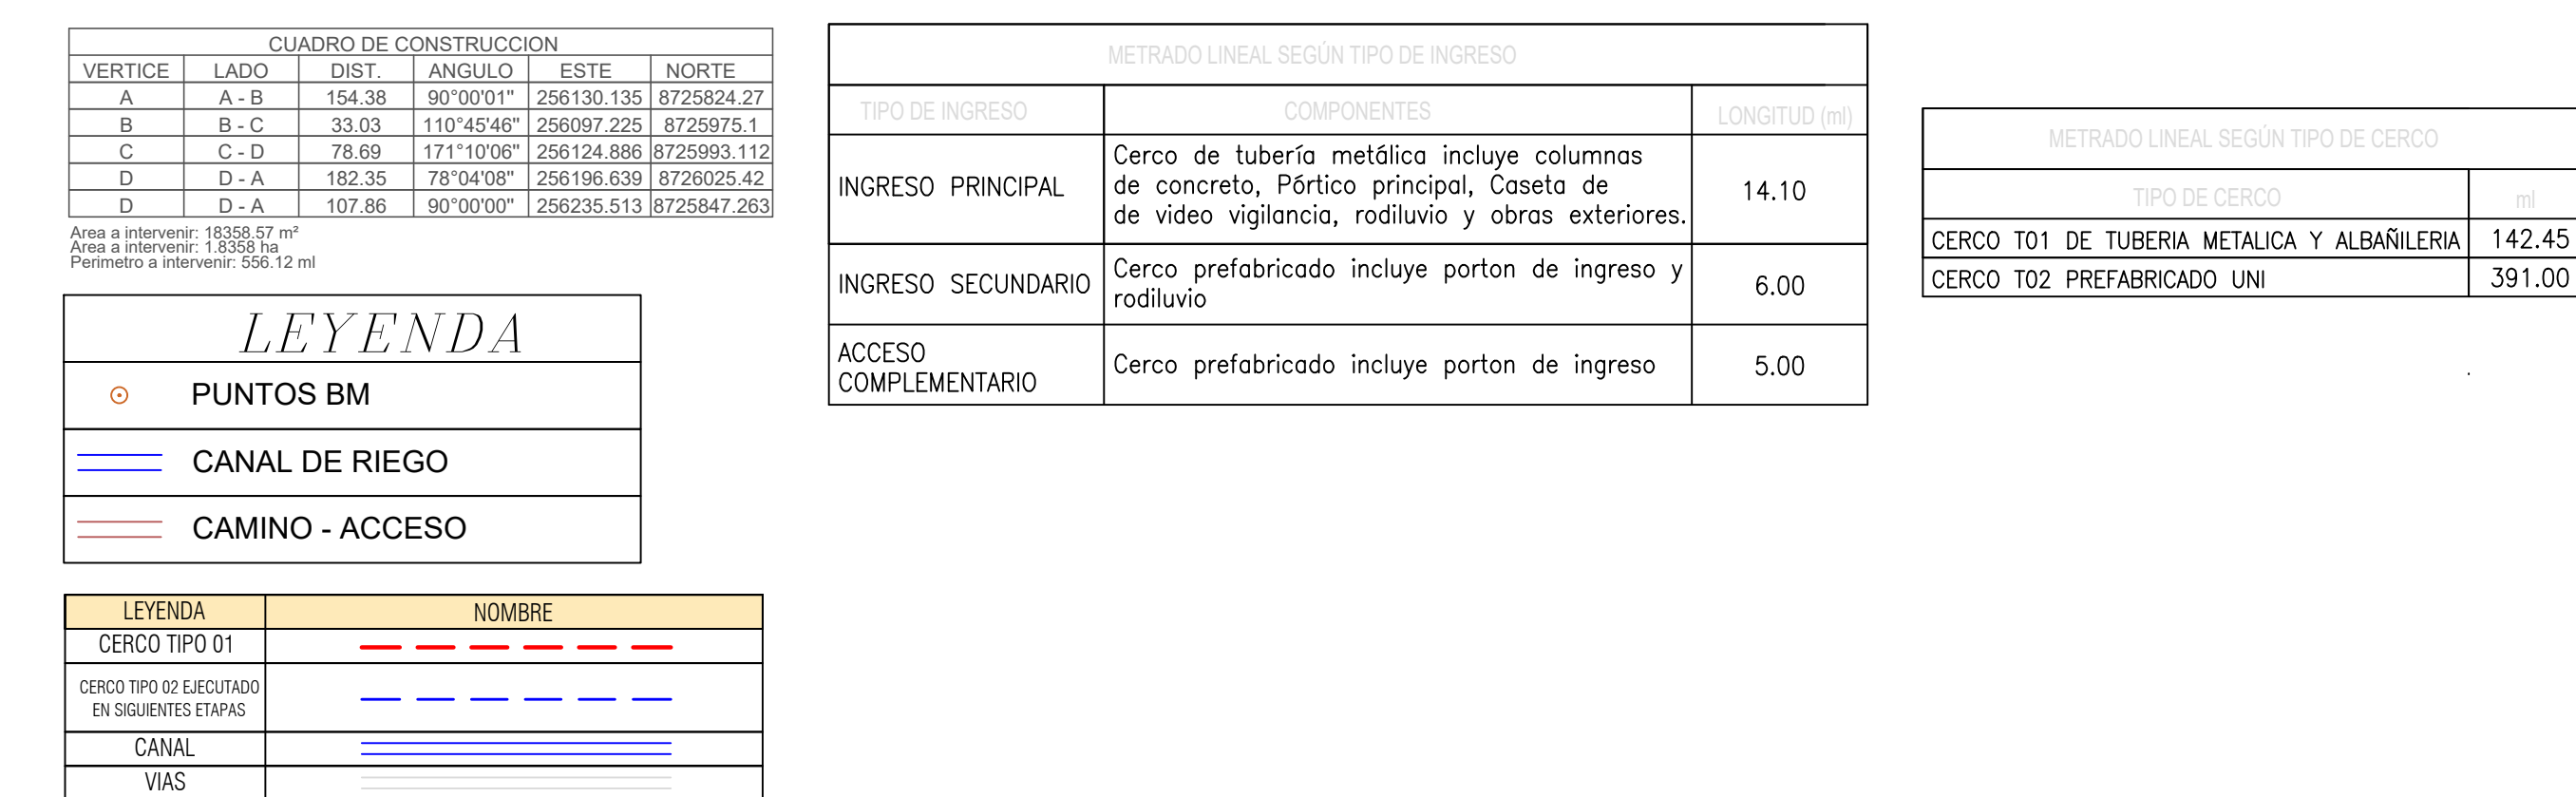 CUADRO DE CONSTRUCCION
VERTICE LADO DIST. ANGULO ESTE NORTE
A A - B 154.38 90°00'01" 256130.135 8725824.27
B B - C 33.03 110°45'46" 256097.225 8725975.1
C C - D 78.69 171°10'06" 256124.886 8725993.112
D D - A 182.35 78°04'08" 256196.639 8726025.42
D D - A 107.86 90°00'00" 256235.513 8725847.263
Area a intervenir: 18358.57 m²
Area a intervenir: 1.8358 ha
Perimetro a intervenir: 556.12 ml
LEYENDA
PUNTOS BM
CANAL DE RIEGO
CAMINO - ACCESO
LEYENDA NOMBRE
CERCO TIPO 01
CERCO TIPO 02 EJECUTADO
EN SIGUIENTES ETAPAS
CANAL
VIAS
METRADO LINEAL SEGÚN TIPO DE INGRESO
TIPO DE INGRESO COMPONENTES LONGITUD (ml)
INGRESO PRINCIPAL
Cerco de tubería metálica incluye columnas
de concreto, Pórtico principal, Caseta de
de video vigilancia, rodiluvio y obras exteriores.
14.10
INGRESO SECUNDARIO
Cerco prefabricado incluye porton de ingreso y
rodiluvio
6.00
ACCESO
COMPLEMENTARIO
Cerco prefabricado incluye porton de ingreso
5.00
METRADO LINEAL SEGÚN TIPO DE CERCO
TIPO DE CERCO ml
CERCO T01 DE TUBERIA METALICA Y ALBAÑILERIA 142.45
CERCO T02 PREFABRICADO UNI 391.00